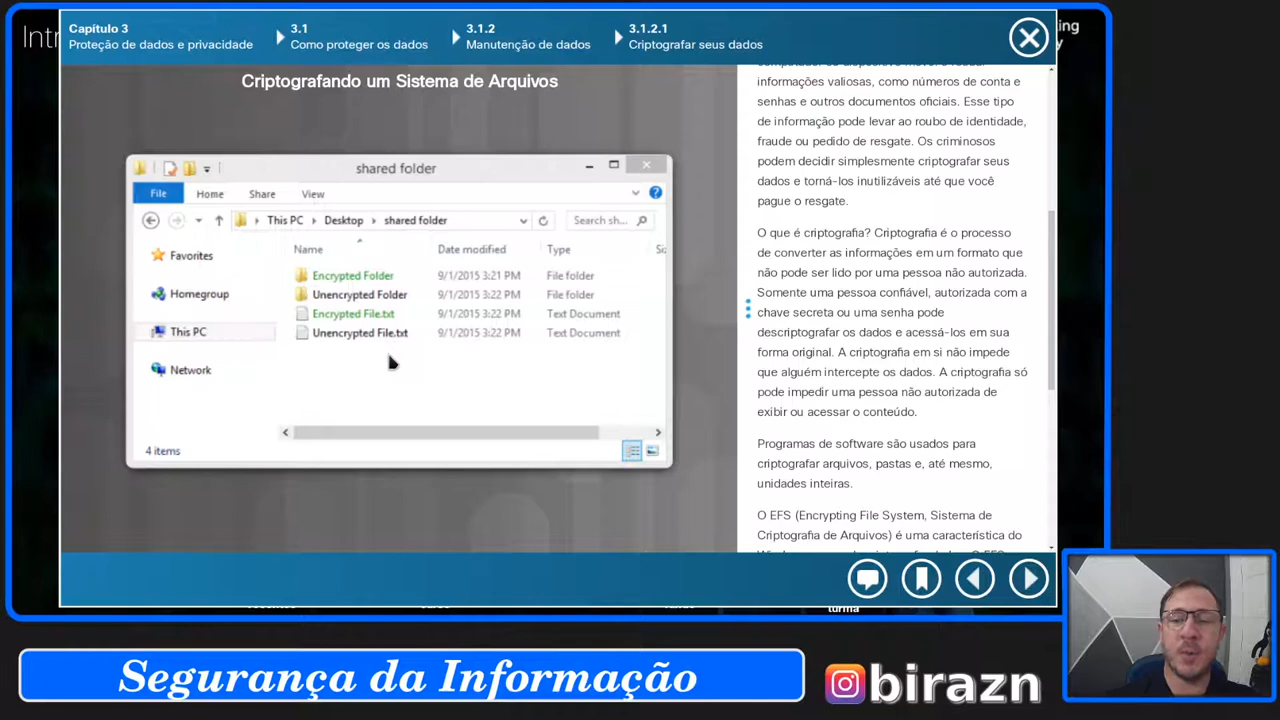 Intr
king
y
Capítulo 3
Proteção de dados e privacidade
3.1
Como proteger os dados
3.1.2
Manutenção de dados
3.1.2.1
Criptografar seus dados
Criptografando um Sistema de Arquivos
shared folder
File Home Share View
This PC Desktop shared folder Search sh...
Name Date modified Type
Favorites
Homegroup
This PC
Network
Encrypted Folder 9/1/2015 3:21 PM File folder
Unencrypted Folder 9/1/2015 3:22 PM File folder
Encrypted File.txt 9/1/2015 3:22 PM Text Document
Unencrypted File.txt 9/1/2015 3:22 PM Text Document
4 items
informações valiosas, como números de conta e
senhas e outros documentos oficiais. Esse tipo
de informação pode levar ao roubo de identidade,
fraude ou pedido de resgate. Os criminosos
podem decidir simplesmente criptografar seus
dados e torná-los inutilizáveis até que você
pague o resgate.
O que é criptografia? Criptografia é o processo
de converter as informações em um formato que
não pode ser lido por uma pessoa não autorizada.
Somente uma pessoa confiável, autorizada com a
chave secreta ou uma senha pode
descriptografar os dados e acessá-los em sua
forma original. A criptografia em si não impede
que alguém intercepte os dados. A criptografia só
pode impedir uma pessoa não autorizada de
exibir ou acessar o conteúdo.
Programas de software são usados para
criptografar arquivos, pastas e, até mesmo,
unidades inteiras.
O EFS (Encrypting File System, Sistema de
Criptografia de Arquivos) é uma característica do
turma
Segurança da Informação
birazn